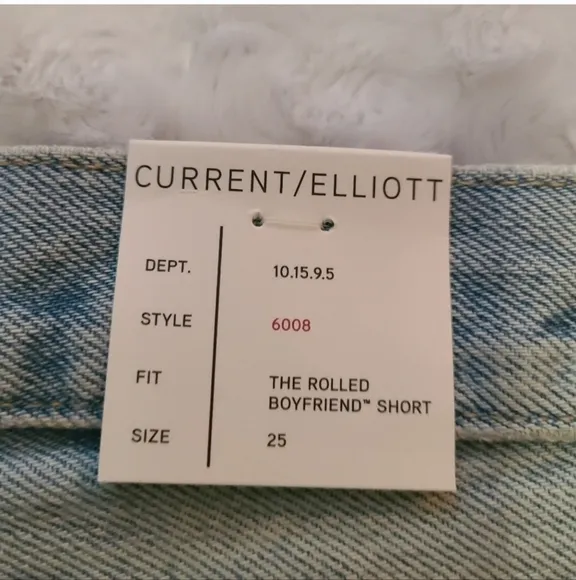 CURRENT/ELLIOTT
DEPT. 10.15.9.5
STYLE 6008
FIT THE ROLLED
BOYFRIEND™ SHORT
SIZE 25